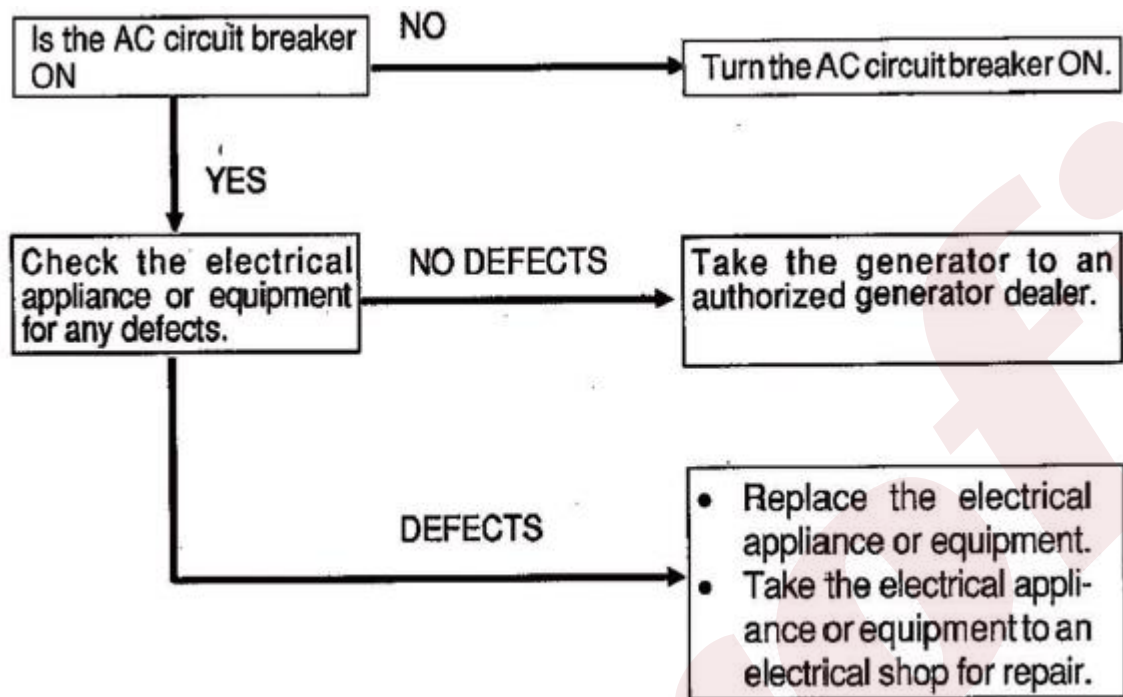 Is the AC circuit breaker
ON
NO
Turn the AC circuit breaker ON.
YES
Check the electrical
appliance or equipment
for any defects.
NO DEFECTS
Take the generator to an
authorized generator dealer.
DEFECTS
• Replace the electrical
appliance or equipment.
• Take the electrical appli-
ance or equipment to an
electrical shop for repair.